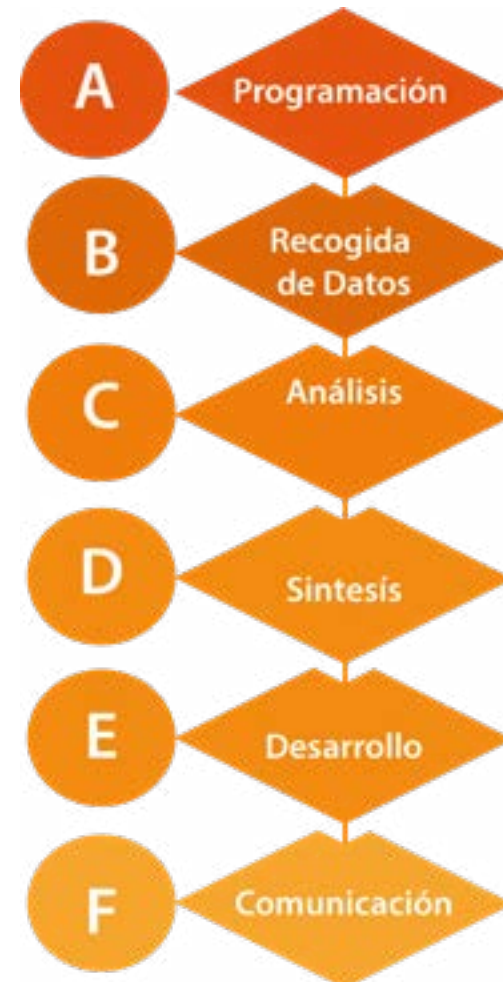 A
Programación
B
Recogida
de Datos
C
Análisis
D
Sintesís
E
Desarrollo
F
Comunicación